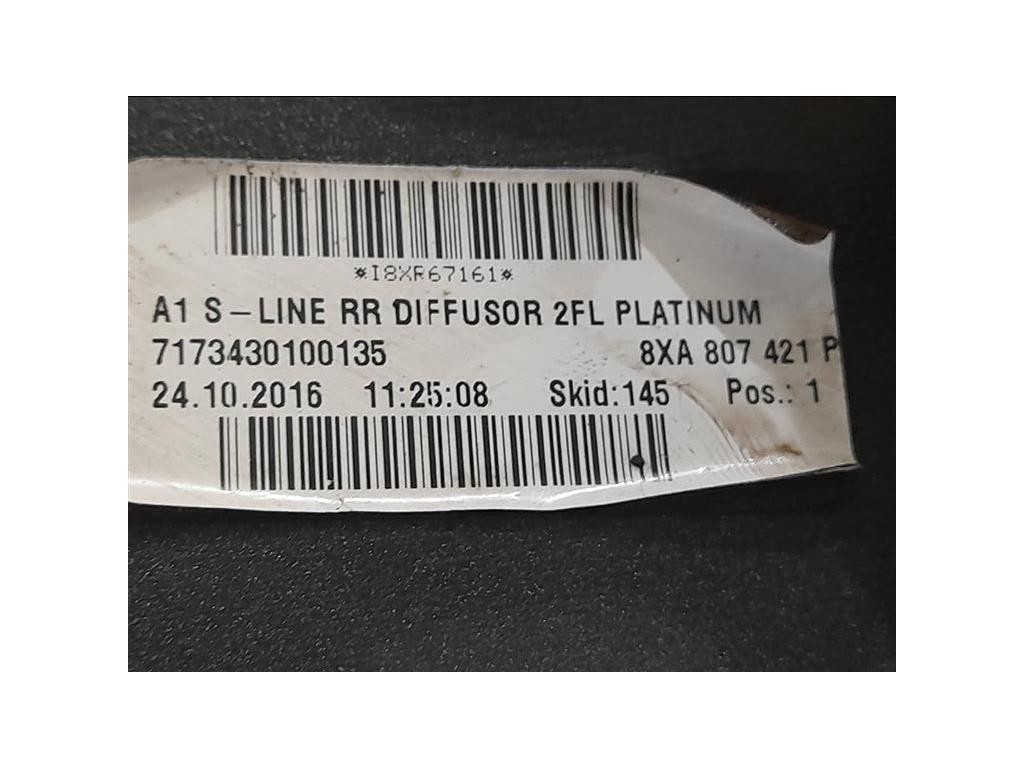 *I8XR67161*
A1 S-LINE RR DIFFUSOR 2FL PLATINUM
7173430100135 8XA 807 421 P
24.10.2016 11:25:08 Skid:145 Pos.: 1